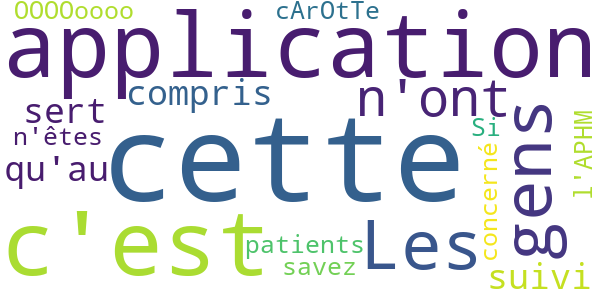 OOOOoooo
cArOtTe
application
compris
n'ont
sert
Si
n'êtes
cette
qu'au
gens
l'APHM
concerné
c'est
Les
patients
savez
suivi